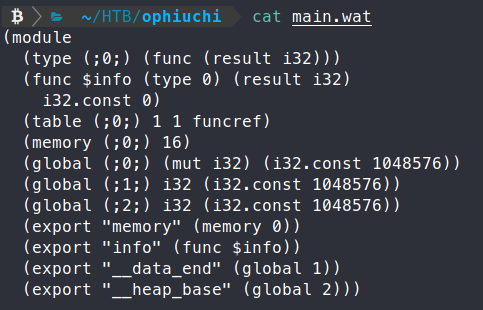 ~/HTB/ophiuchi cat main.wat
(module
  (type (;0;) (func (result i32)))
  (func $info (type 0) (result i32)
    i32.const 0)
  (table (;0;) 1 1 funcref)
  (memory (;0;) 16)
  (global (;0;) (mut i32) (i32.const 1048576))
  (global (;1;) i32 (i32.const 1048576))
  (global (;2;) i32 (i32.const 1048576))
  (export "memory" (memory 0))
  (export "info" (func $info))
  (export "__data_end" (global 1))
  (export "__heap_base" (global 2)))